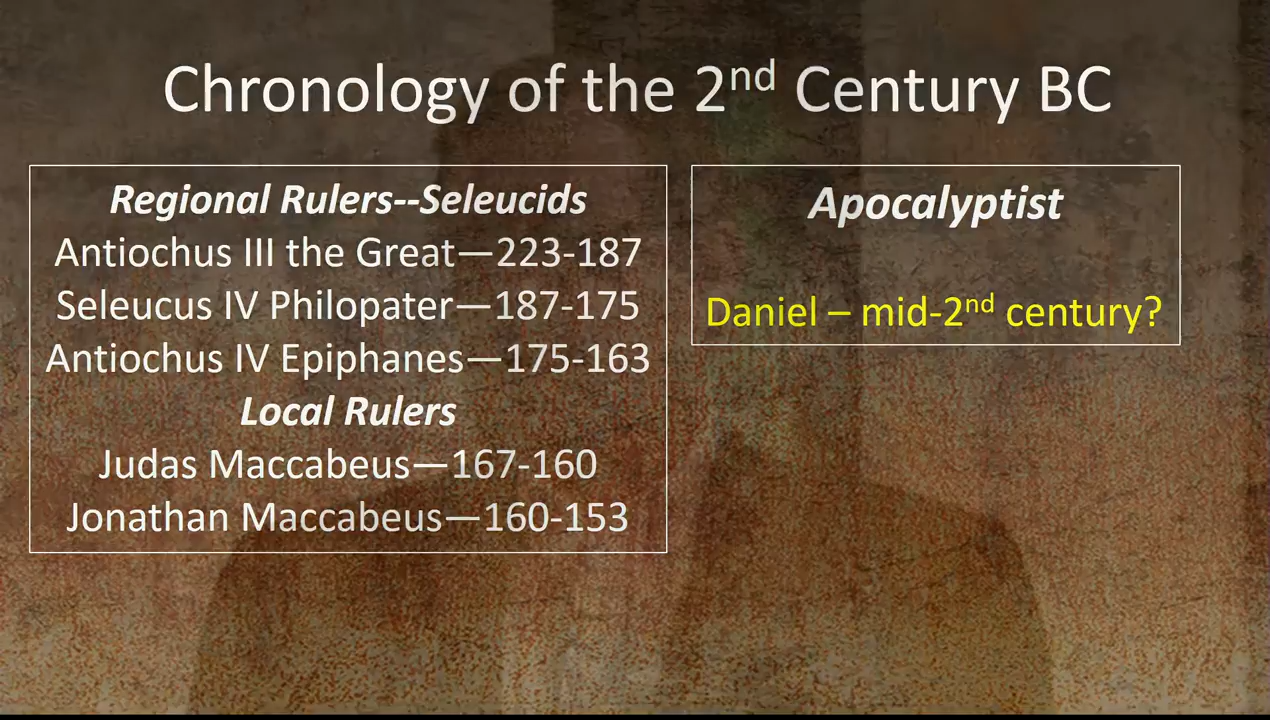 Chronology of the 2nd Century BC
Regional Rulers--Seleucids
Antiochus III the Great—223-187
Seleucus IV Philopater—187-175
Antiochus IV Epiphanes—175-163
Local Rulers
Judas Maccabeus—167-160
Jonathan Maccabeus—160-153
Apocalyptist
Daniel – mid-2nd century?